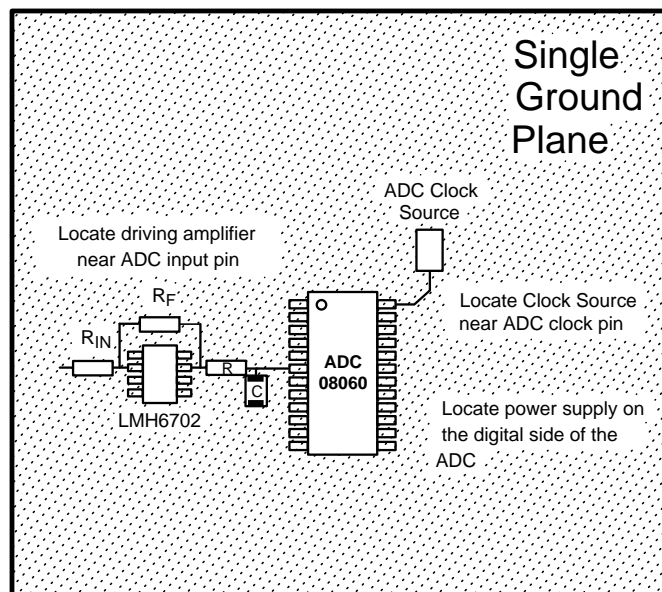 Single
Ground
Plane
ADC Clock
Source
Locate driving amplifier
near ADC input pin
RF
RIN
Locate Clock Source
near ADC clock pin
ADC
08060
R
C
LMH6702
Locate power supply on
the digital side of the
ADC